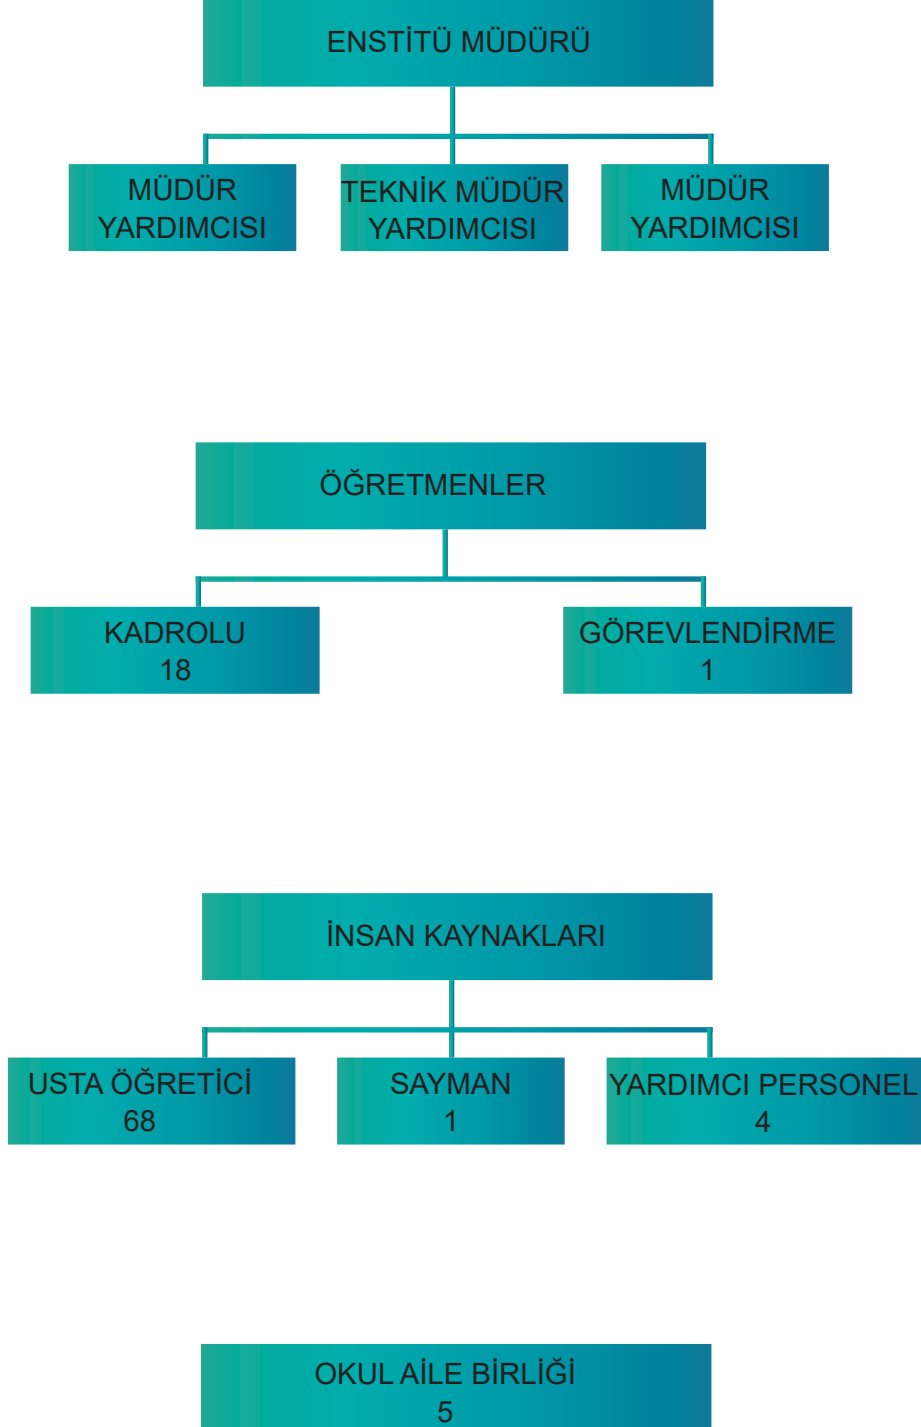 ENSTİTÜ MÜDÜRÜ
MÜDÜR
YARDIMCISI
TEKNİK MÜDÜR
YARDIMCISI
MÜDÜR
YARDIMCISI
ÖĞRETMENLER
KADROLU
18
GÖREVLENDİRME
1
İNSAN KAYNAKLARI
USTA ÖĞRETİCİ
68
SAYMAN
1
YARDIMCI PERSONEL
4
OKUL AİLE BİRLİĞİ
5